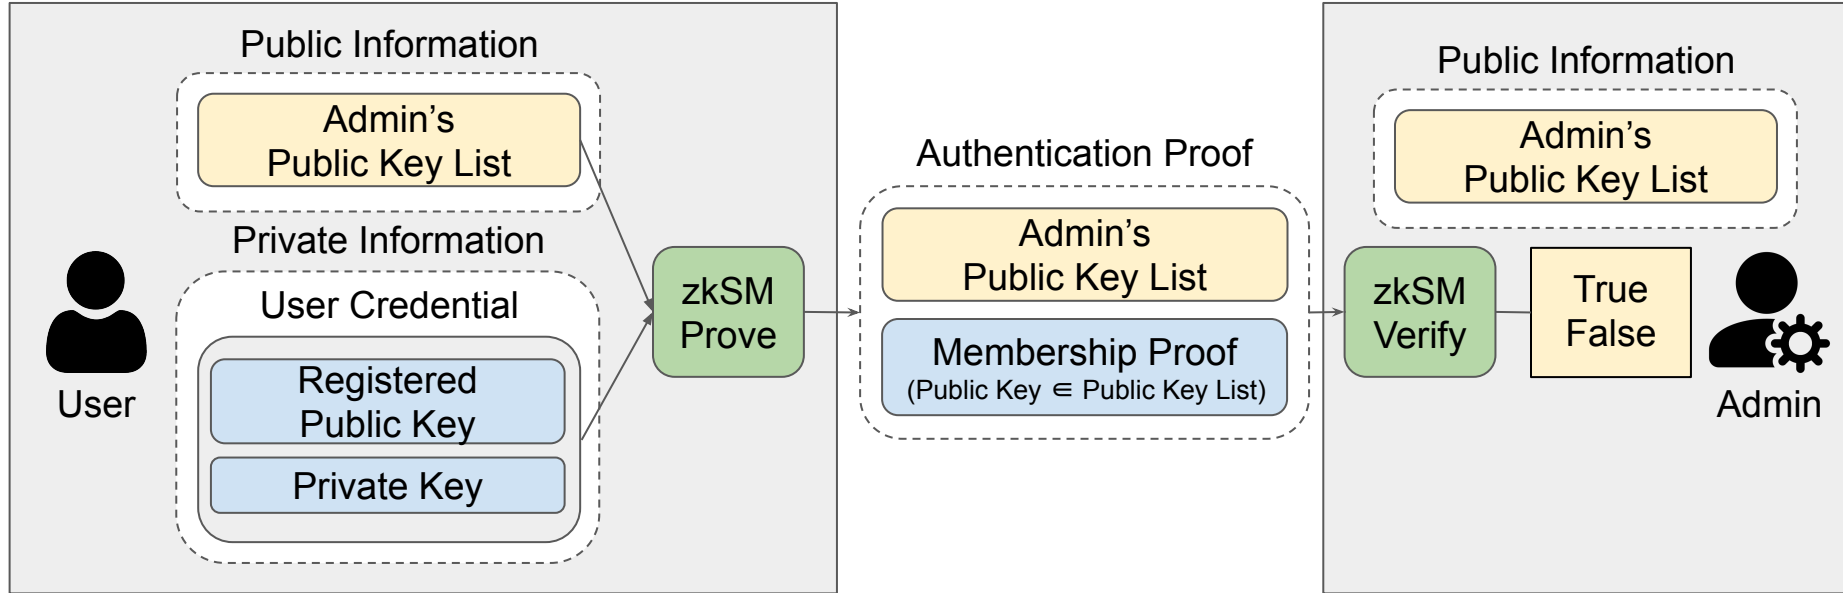 Public Information
Admin's
Public Key List
Private Information
User Credential
Registered
Public Key
Private Key
User
zkSM
Prove
Authentication Proof
Admin's
Public Key List
Membership Proof
(Public Key ∈ Public Key List)
Public Information
Admin's
Public Key List
zkSM
Verify
True
False
Admin